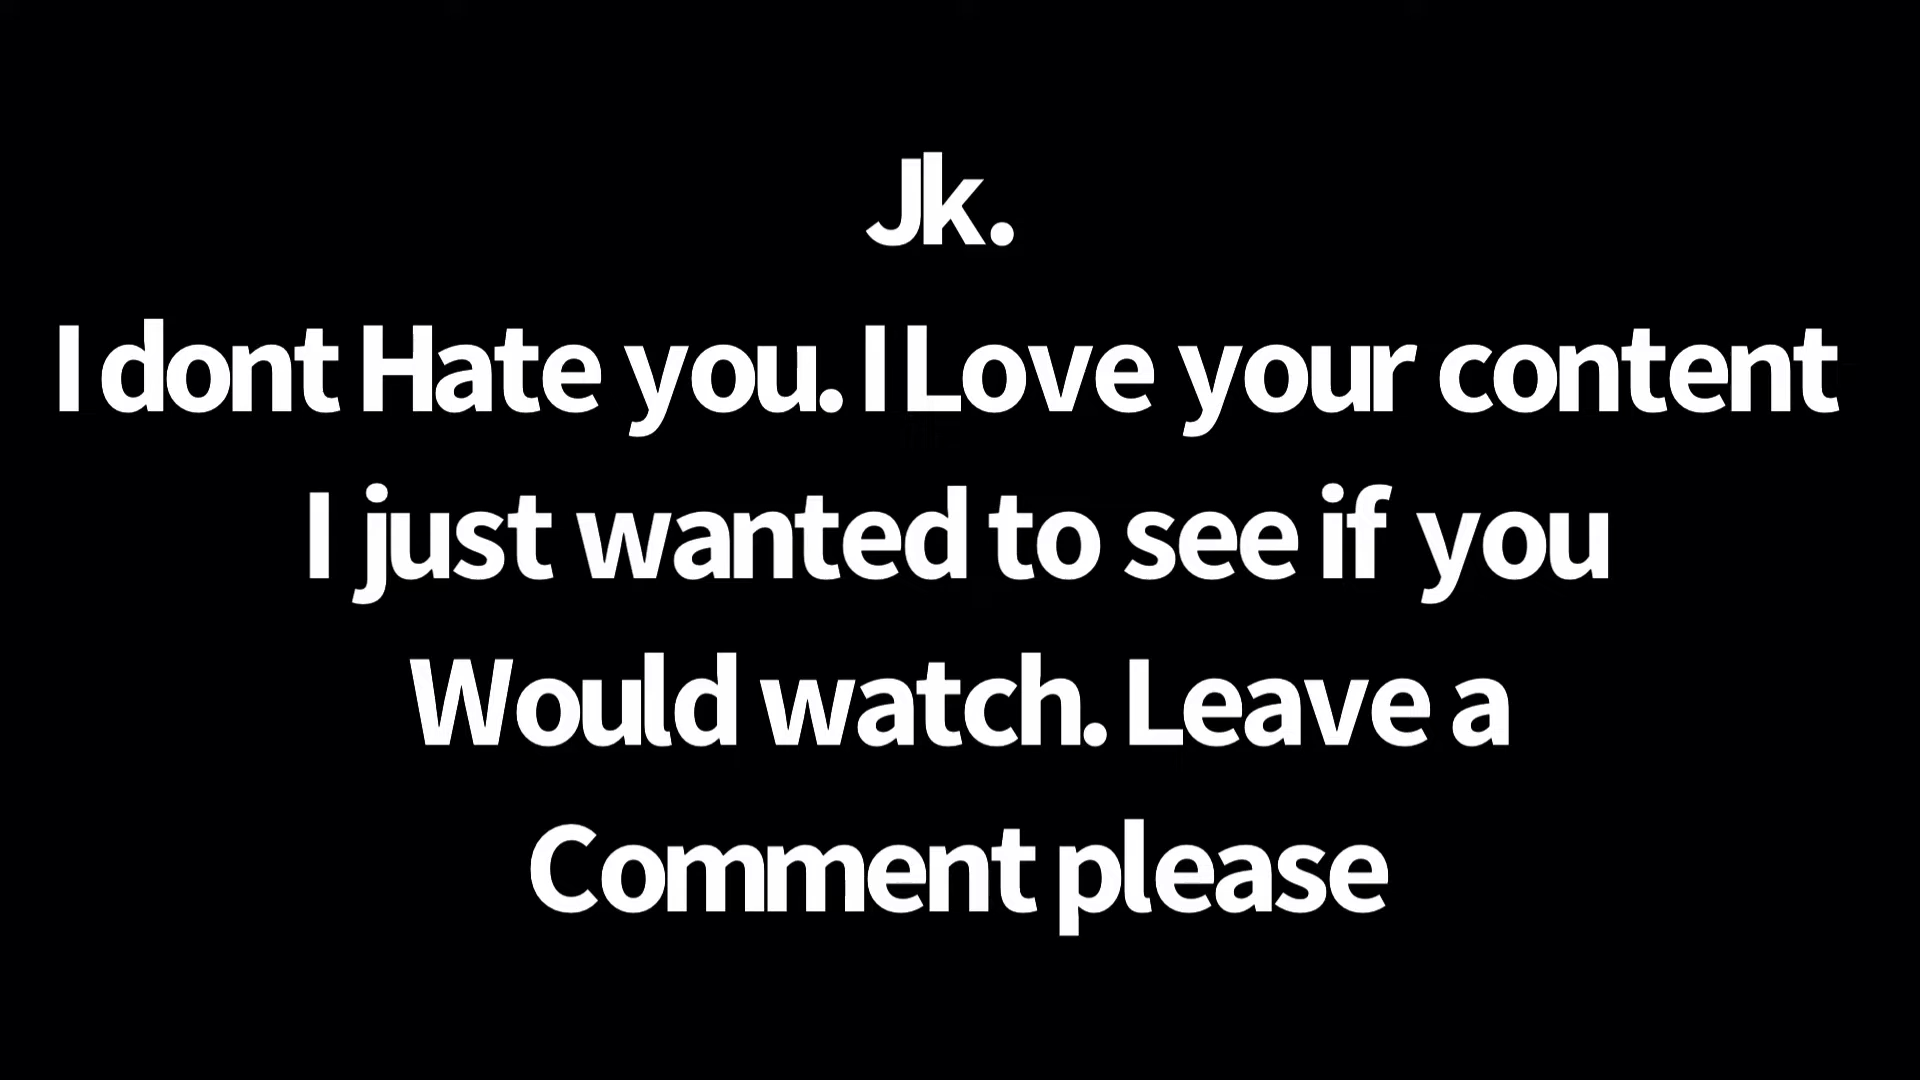 Jk.
I dont Hate you. I Love your content
I just wanted to see if you
Would watch. Leave a
Comment please